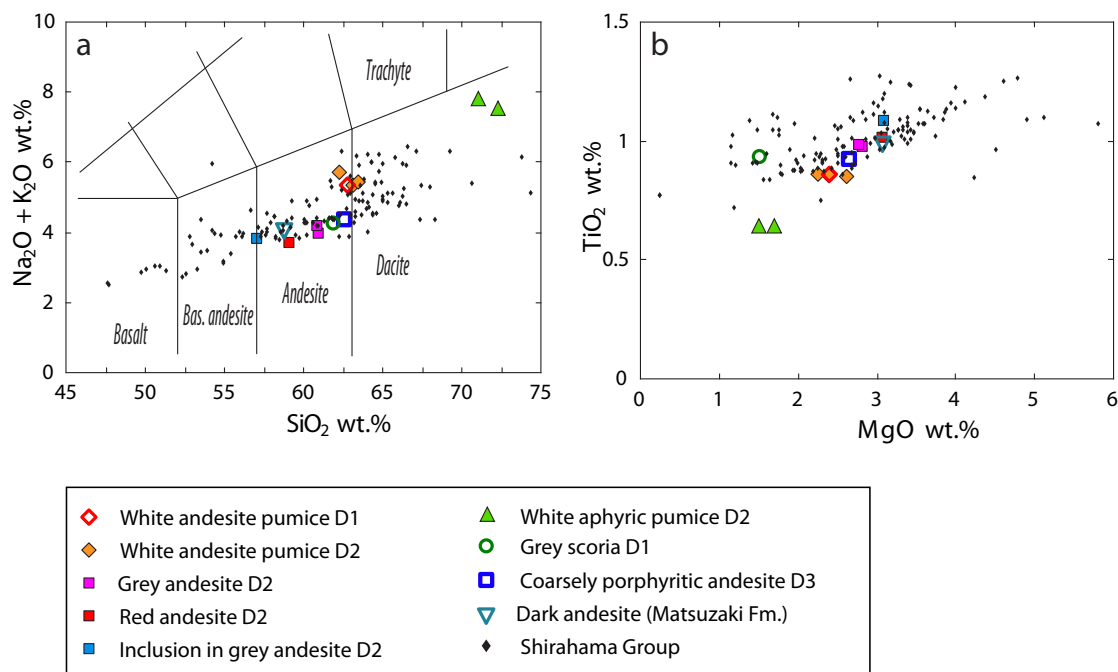 a
10
8
6
4
2
0
Na₂O + K₂O wt.%
Trachyte
Basalt
Bas. andesite
Andesite
Dacite
45 50 55 60 65 70 75
SiO₂ wt.%
b
1.5
1
0.5
0
TiO₂ wt.%
0 1 2 3 4 5 6
MgO wt.%
White andesite pumice D1
White andesite pumice D2
Grey andesite D2
Red andesite D2
Inclusion in grey andesite D2
White aphyric pumice D2
Grey scoria D1
Coarsely porphyritic andesite D3
Dark andesite (Matsuzaki Fm.)
Shirahama Group